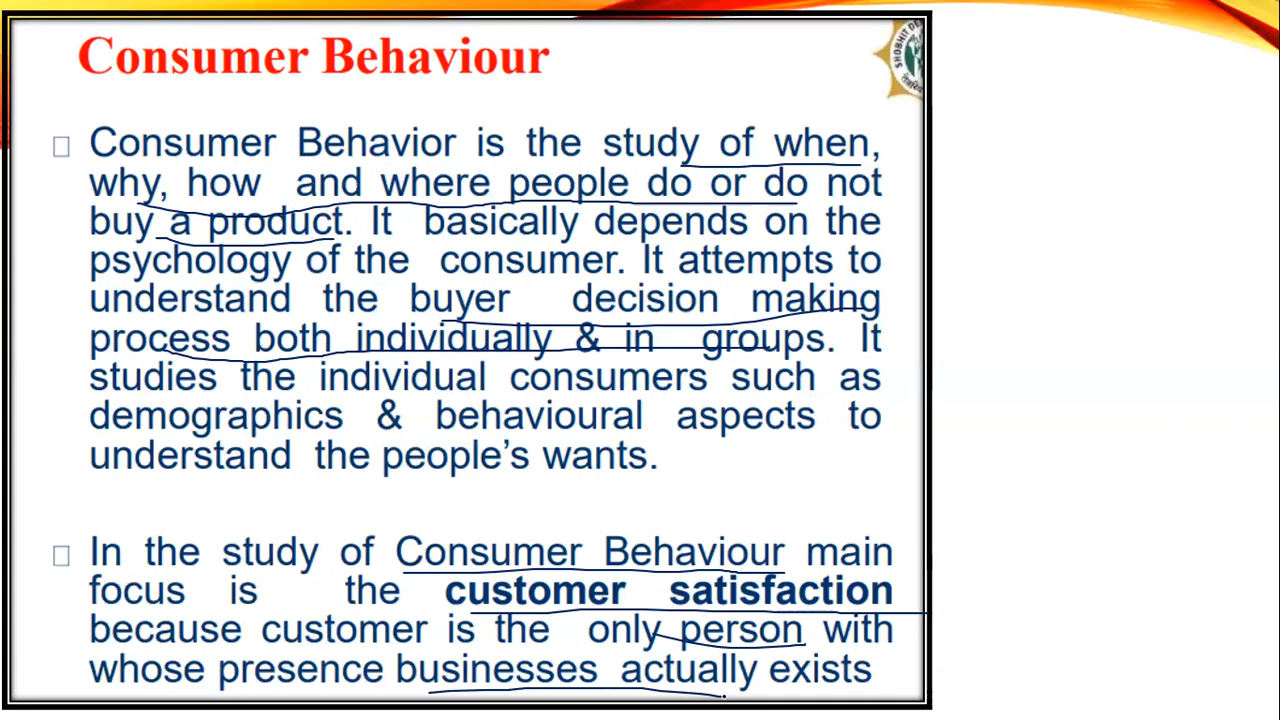 Consumer Behaviour
Consumer Behavior is the study of when,
why, how and where people do or do not
buy a product. It basically depends on the
psychology of the consumer. It attempts to
understand the buyer decision making
process both individually & in groups. It
studies the individual consumers such as
demographics & behavioural aspects to
understand the people’s wants.
In the study of Consumer Behaviour main
focus is the customer satisfaction
because customer is the only person with
whose presence businesses actually exists
SHOBHIT